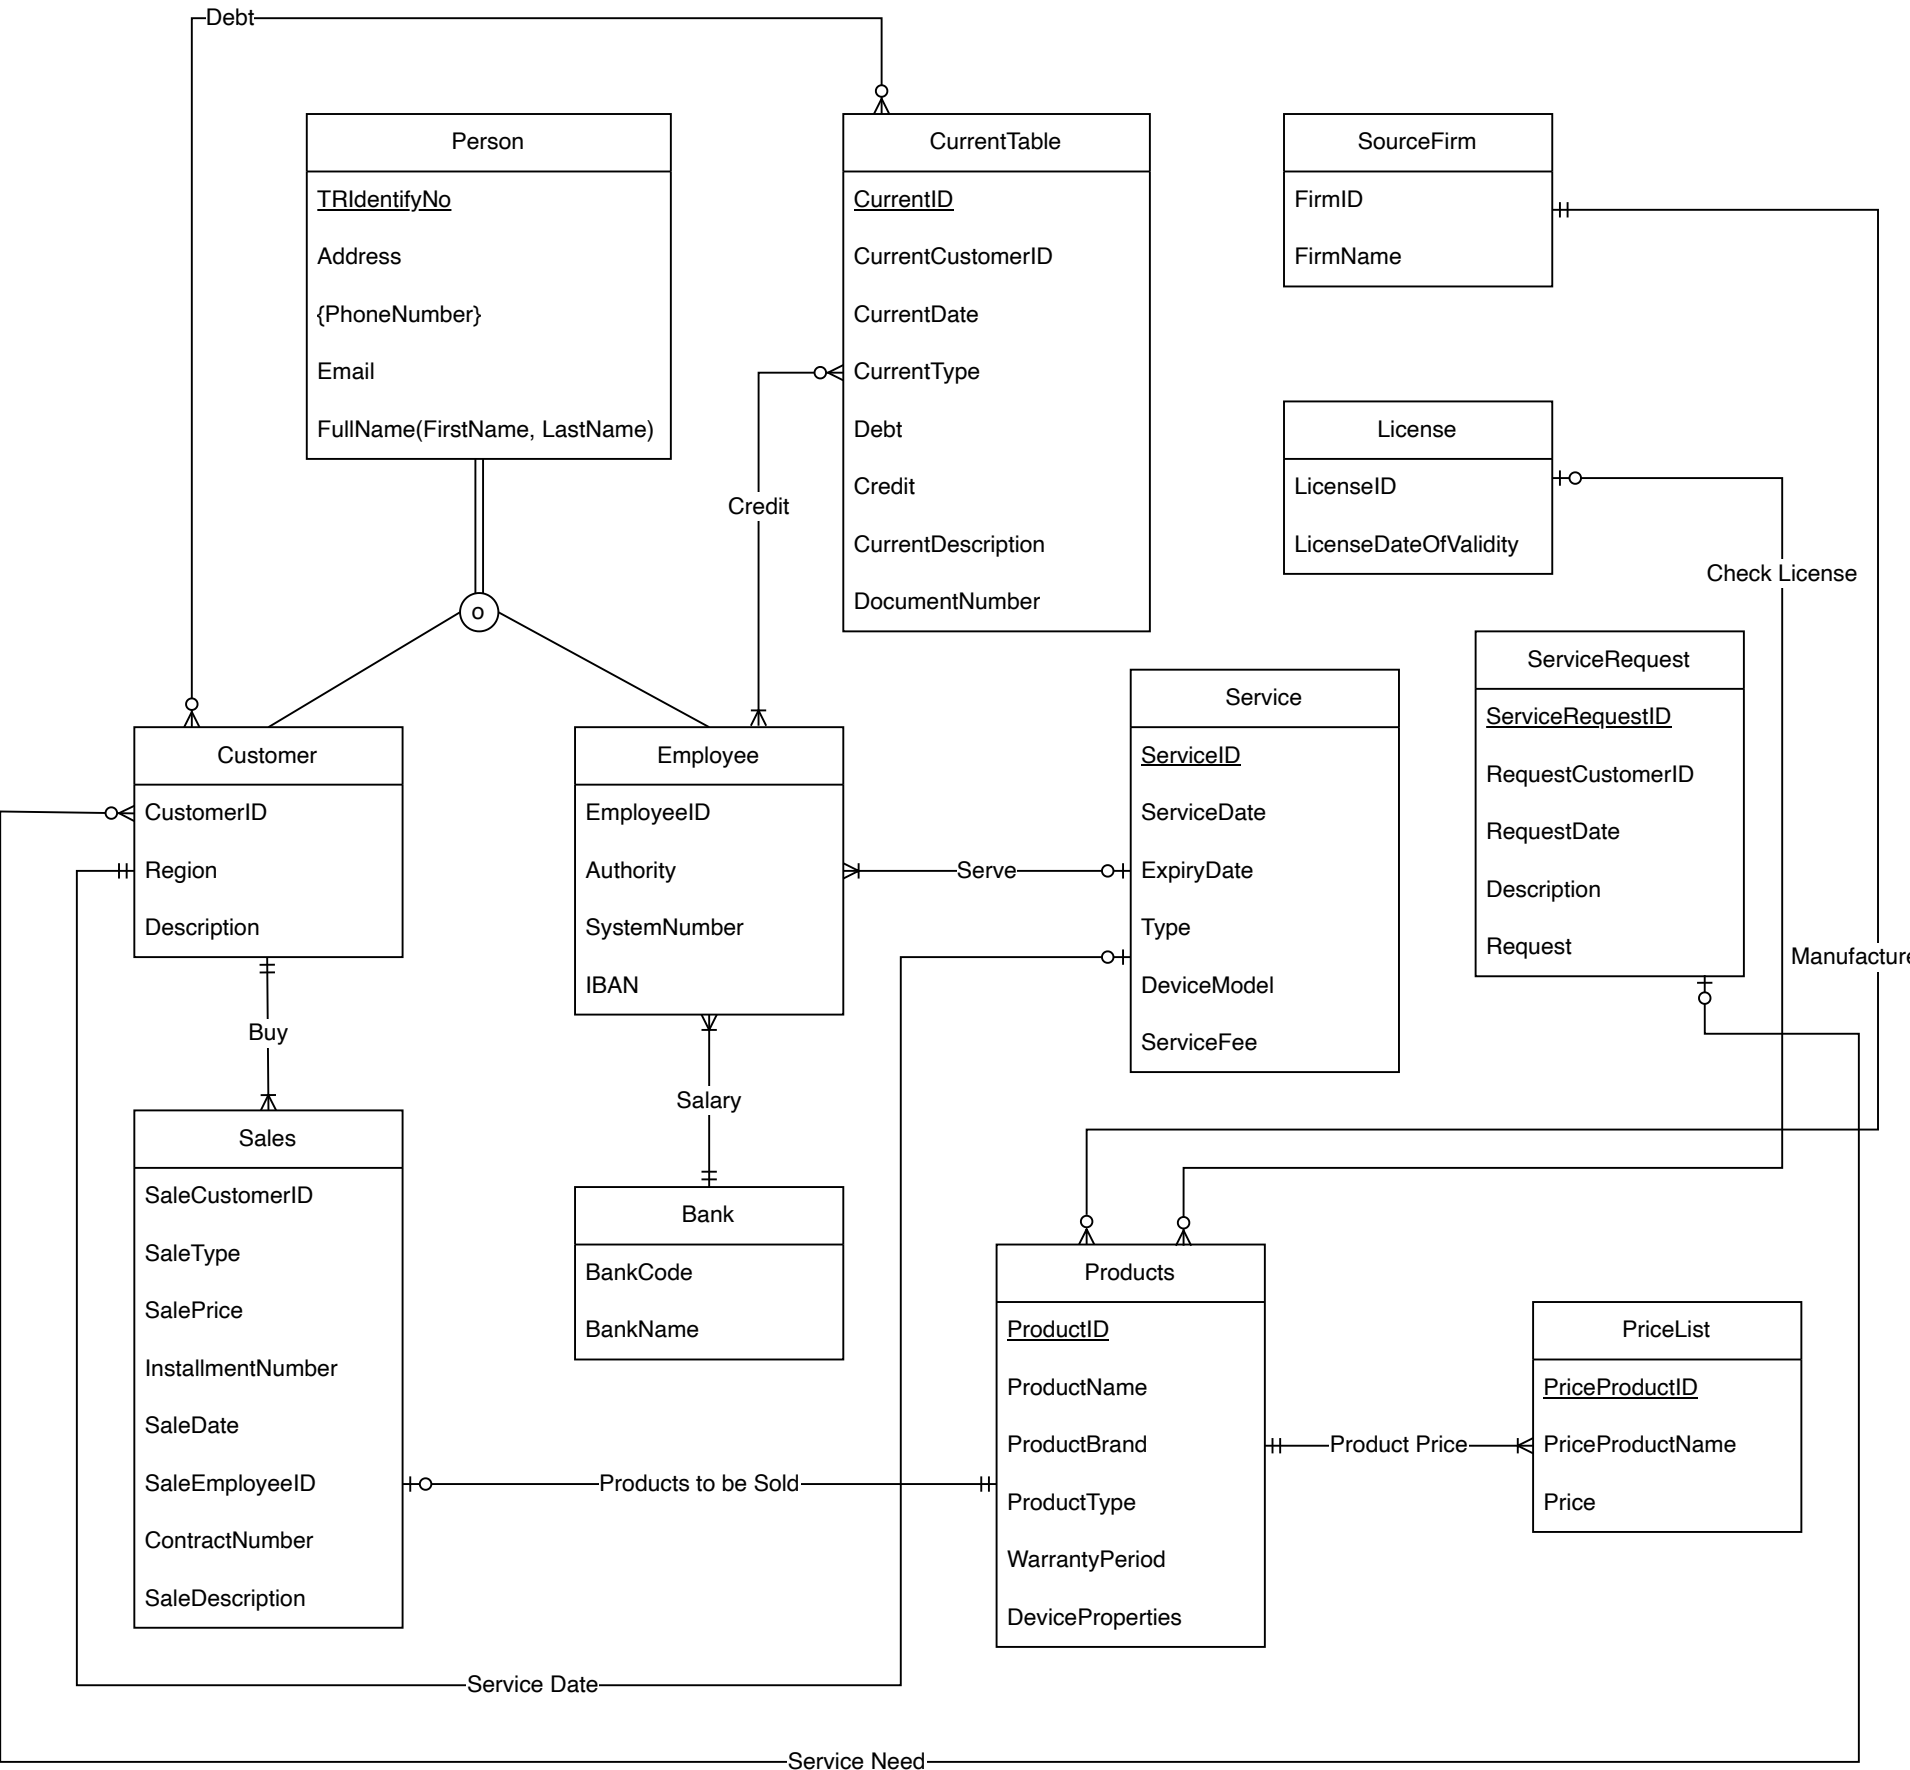 Debt
Person
TRIdentifyNo
Address
{PhoneNumber}
Email
FullName(FirstName, LastName)
CurrentTable
CurrentID
CurrentCustomerID
CurrentDate
CurrentType
Debt
Credit
CurrentDescription
DocumentNumber
SourceFirm
FirmID
FirmName
License
LicenseID
LicenseDateOfValidity
Credit
Check License
o
ServiceRequest
ServiceRequestID
RequestCustomerID
RequestDate
Description
Request
Service
ServiceID
ServiceDate
ExpiryDate
Type
DeviceModel
ServiceFee
Customer
CustomerID
Region
Description
Employee
EmployeeID
Authority
SystemNumber
IBAN
Serve
Manufacture
Buy
Salary
Sales
SaleCustomerID
SaleType
SalePrice
InstallmentNumber
SaleDate
SaleEmployeeID
ContractNumber
SaleDescription
Bank
BankCode
BankName
Products
ProductID
ProductName
ProductBrand
ProductType
WarrantyPeriod
DeviceProperties
PriceList
PriceProductID
PriceProductName
Price
Product Price
Products to be Sold
Service Date
Service Need